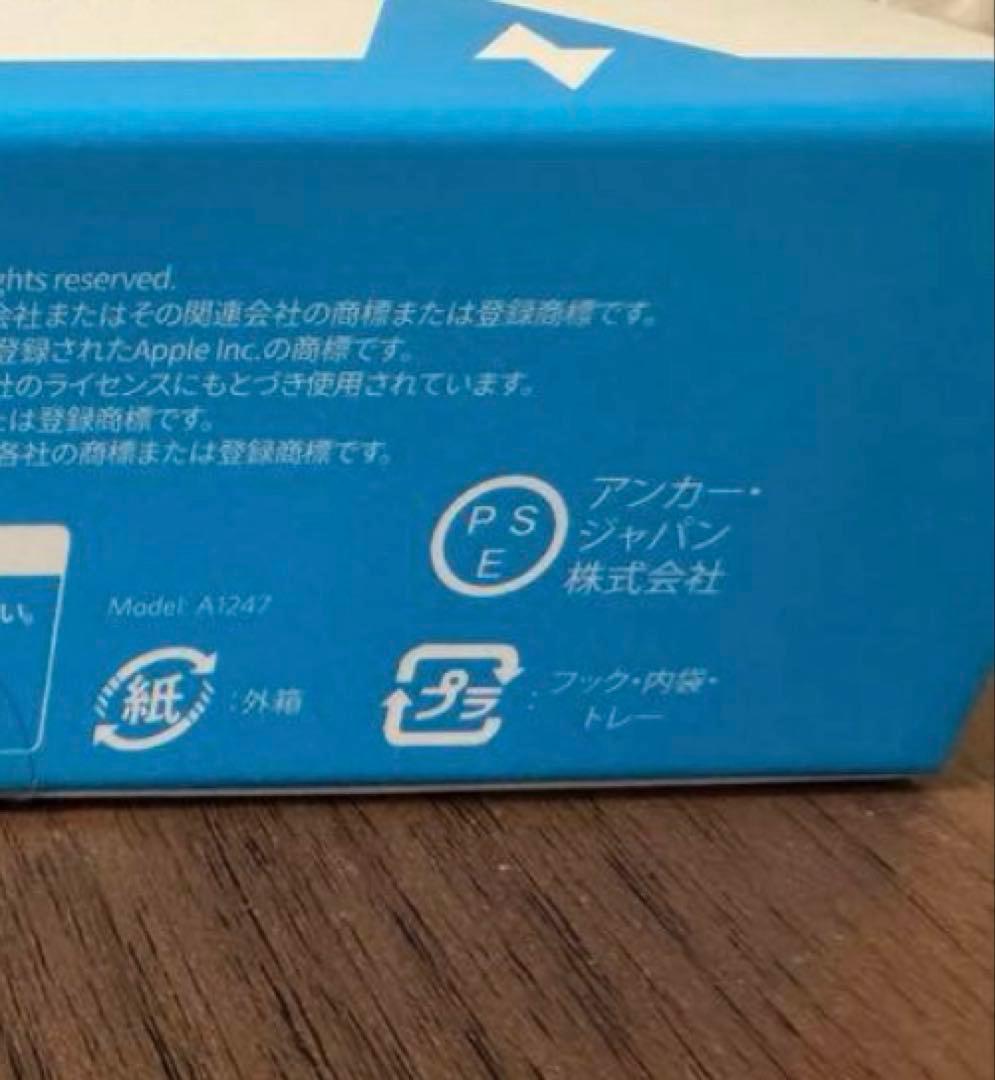 ghts reserved.
会社またはその関連会社の商標または登録商標です。
登録されたApple Inc.の商標です。
社のライセンスにもとづき使用されています。
たは登録商標です。
各社の商標または登録商標です。
P S
E
アンカー・
ジャパン
株式会社
い。
Model: A1247
紙
:外箱
プラ
:フック・内袋・
トレー